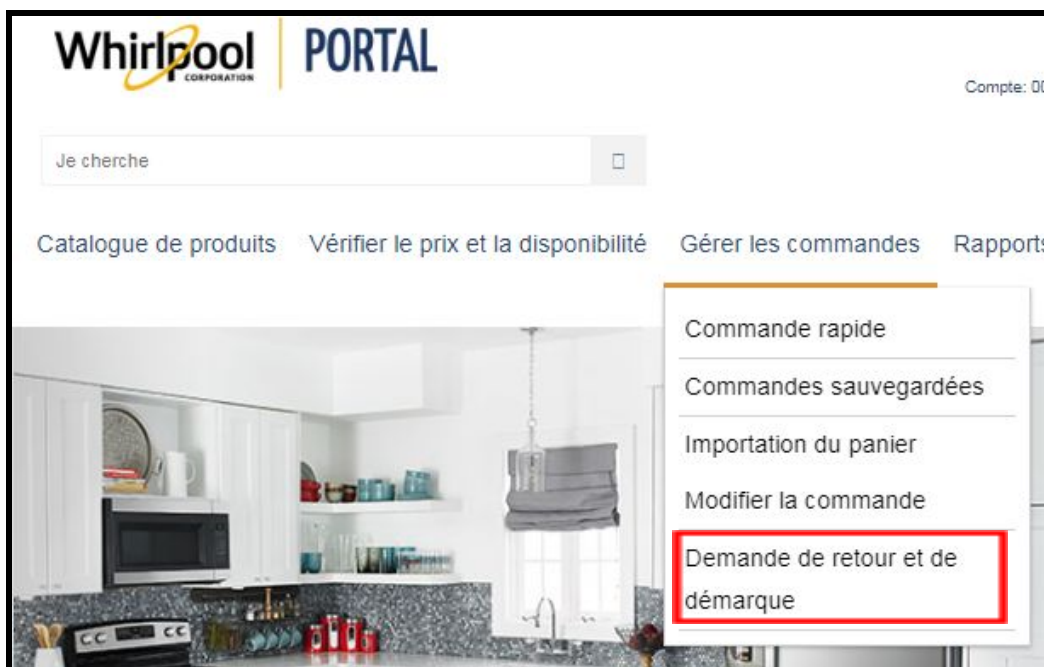 Whirlpool PORTAL
CORPORATION
Compte: 00
Je cherche
Catalogue de produits Vérifier le prix et la disponibilité Gérer les commandes Rapports
Commande rapide
Commandes sauvegardées
Importation du panier
Modifier la commande
Demande de retour et de
démarque